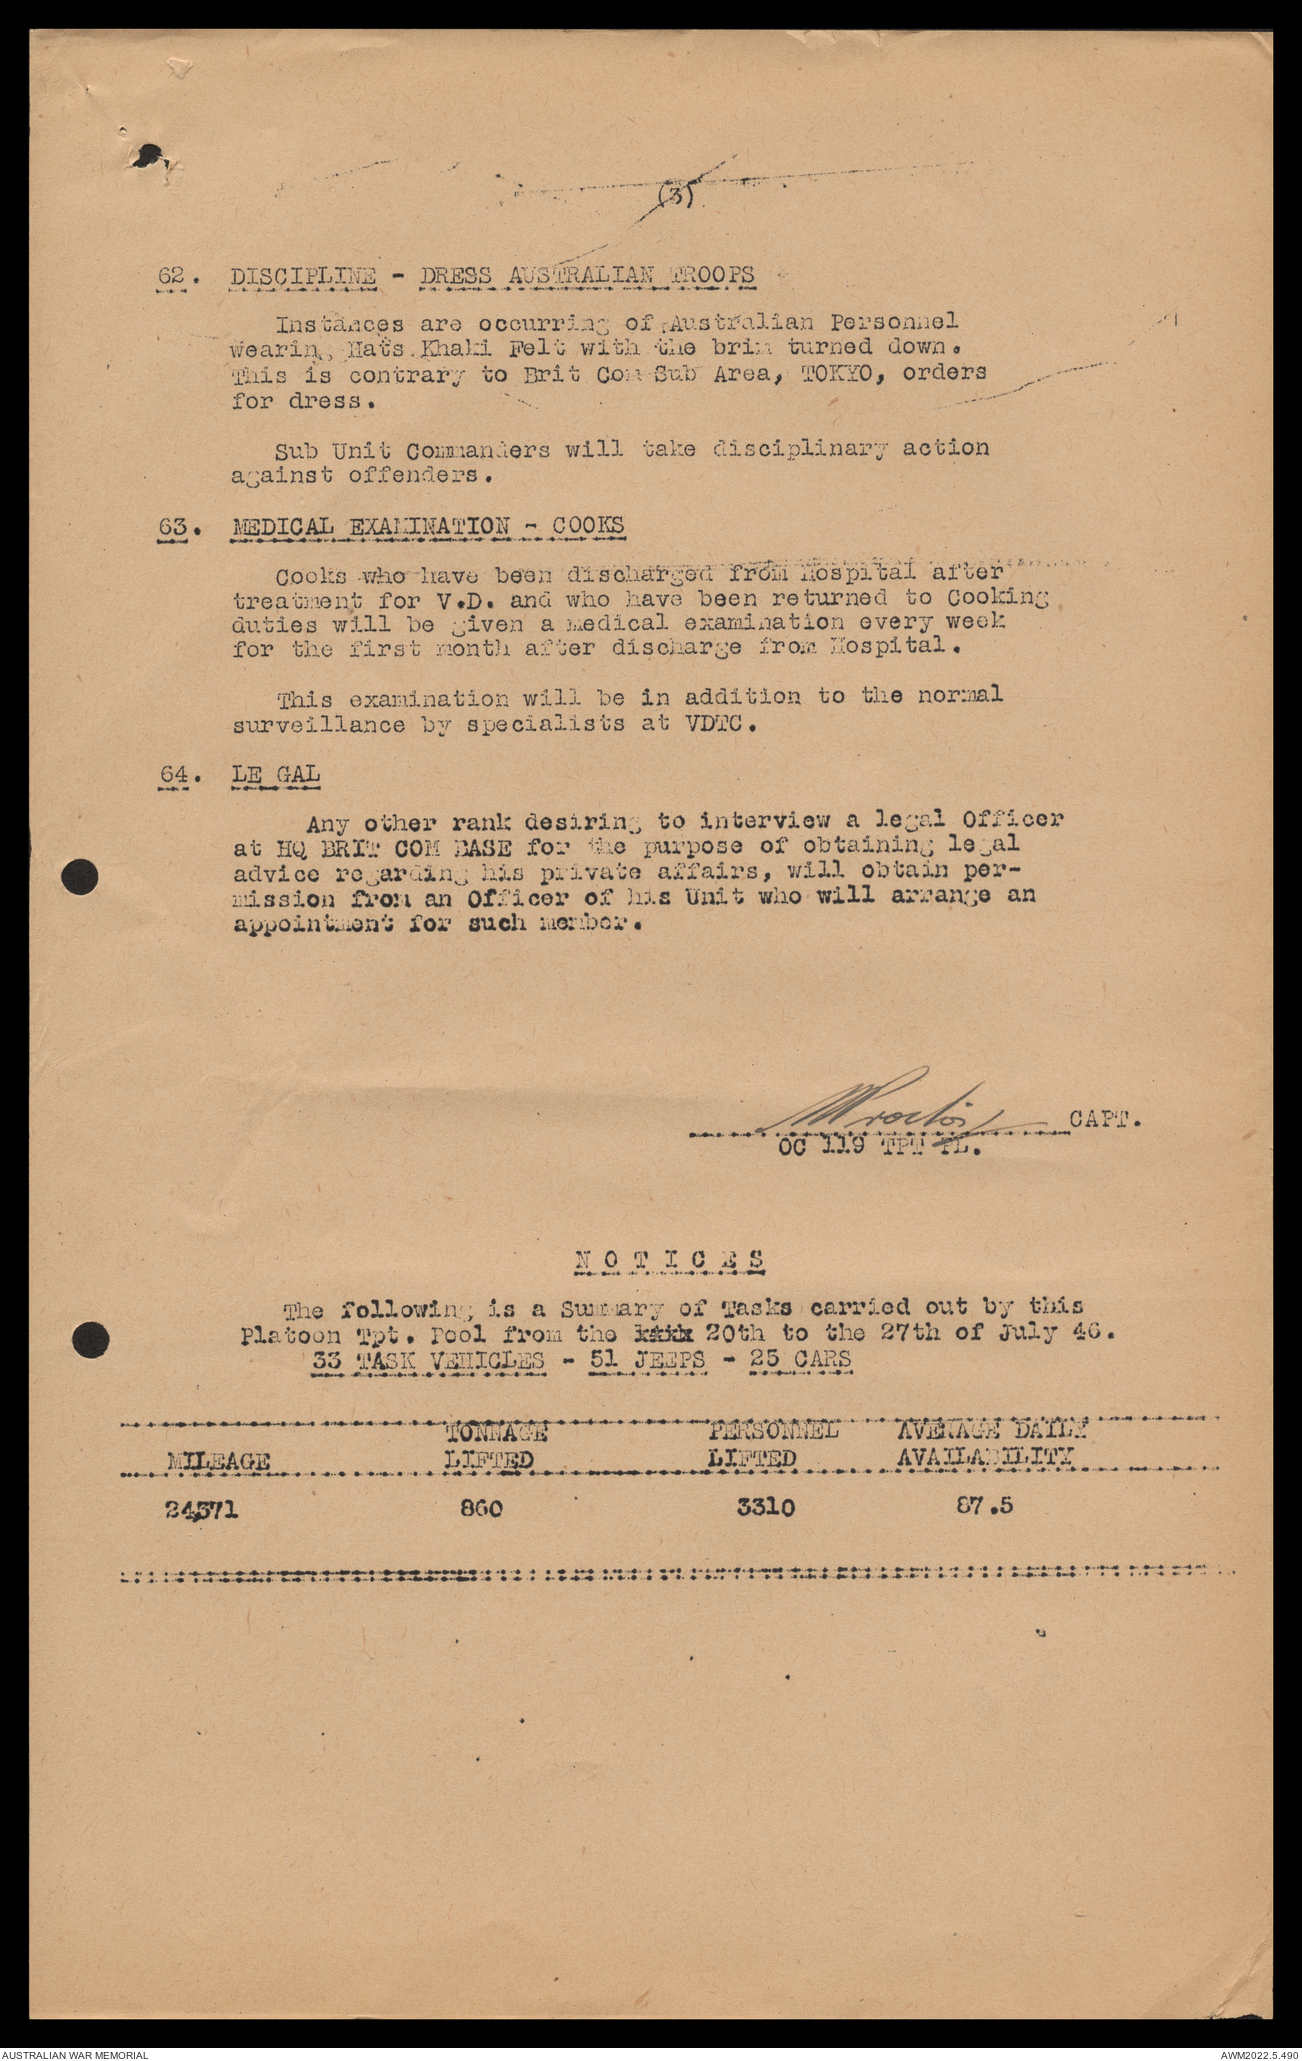 (3)
62. DISCIPLINE - DRESS AUSTRALIAN TROOPS
Instances are occurring of Australian Personnel
wearing Hats Khaki Felt with the brim turned down.
This is contrary to Brit Com Sub Area, TOKYO, orders
for dress.
Sub Unit Commanders will take disciplinary action
against offenders.
63. MEDICAL EXAMINATION - COOKS
Cooks who have been discharged from Hospital after
treatment for V.D. and who have been returned to Cooking
duties will be given a medical examination every week
for the first month after discharge from Hospital.
This examination will be in addition to the normal
surveillance by specialists at VDTC.
64. LE GAL
Any other rank desiring to interview a legal Officer
at HQ BRIT COM BASE for the purpose of obtaining legal
advice regarding his private affairs, will obtain per-
mission from an Officer of his Unit who will arrange an
appointment for such member.
CAPT.
OC 119 TPT PL.
N O T I C E S
The following is a Summary of Tasks carried out by this
Platoon Tpt. Pool from the 20th to the 27th of July 46.
33 TASK VEHICLES - 51 JEEPS - 25 CARS
MILEAGE TONNAGE LIFTED PERSONNEL LIFTED AVERAGE DAILY AVAILABILITY
24,371 860 3310 87.5
AUSTRALIAN WAR MEMORIAL AWM2022.5.490